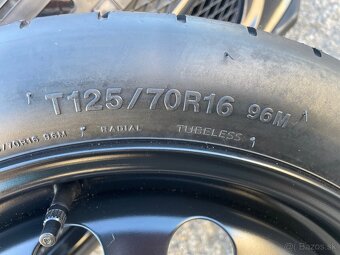 T125/70R16 96M
/70R16 96M RADIAL TUBELESS
bazos.sk